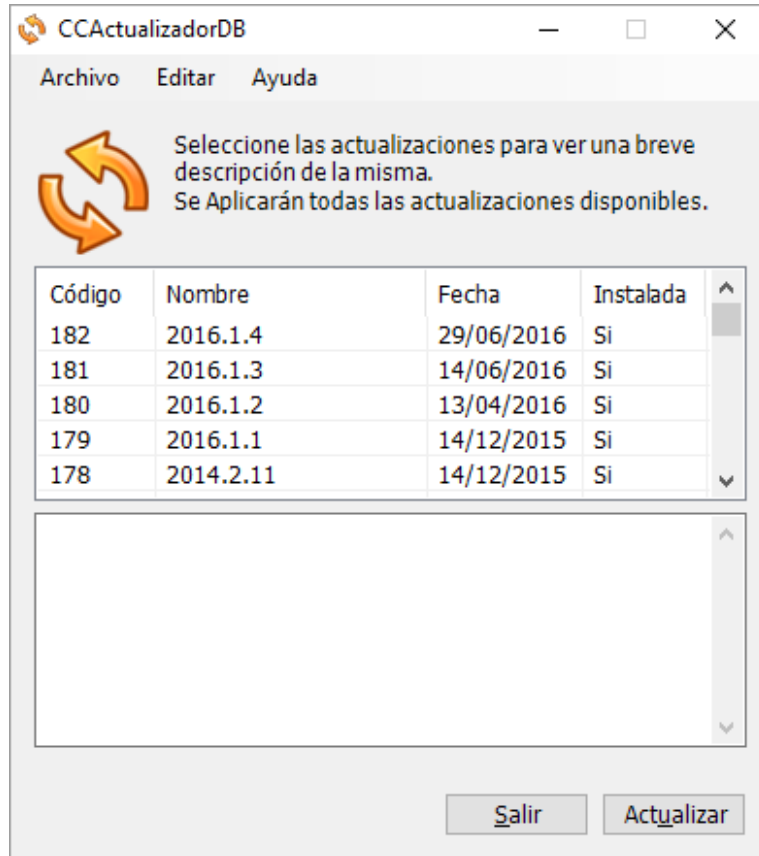 CCActualizadorDB
Archivo Editar Ayuda
Seleccione las actualizaciones para ver una breve
descripción de la misma.
Se Aplicarán todas las actualizaciones disponibles.
Código Nombre Fecha Instalada
182 2016.1.4 29/06/2016 Si
181 2016.1.3 14/06/2016 Si
180 2016.1.2 13/04/2016 Si
179 2016.1.1 14/12/2015 Si
178 2014.2.11 14/12/2015 Si
Salir Actualizar